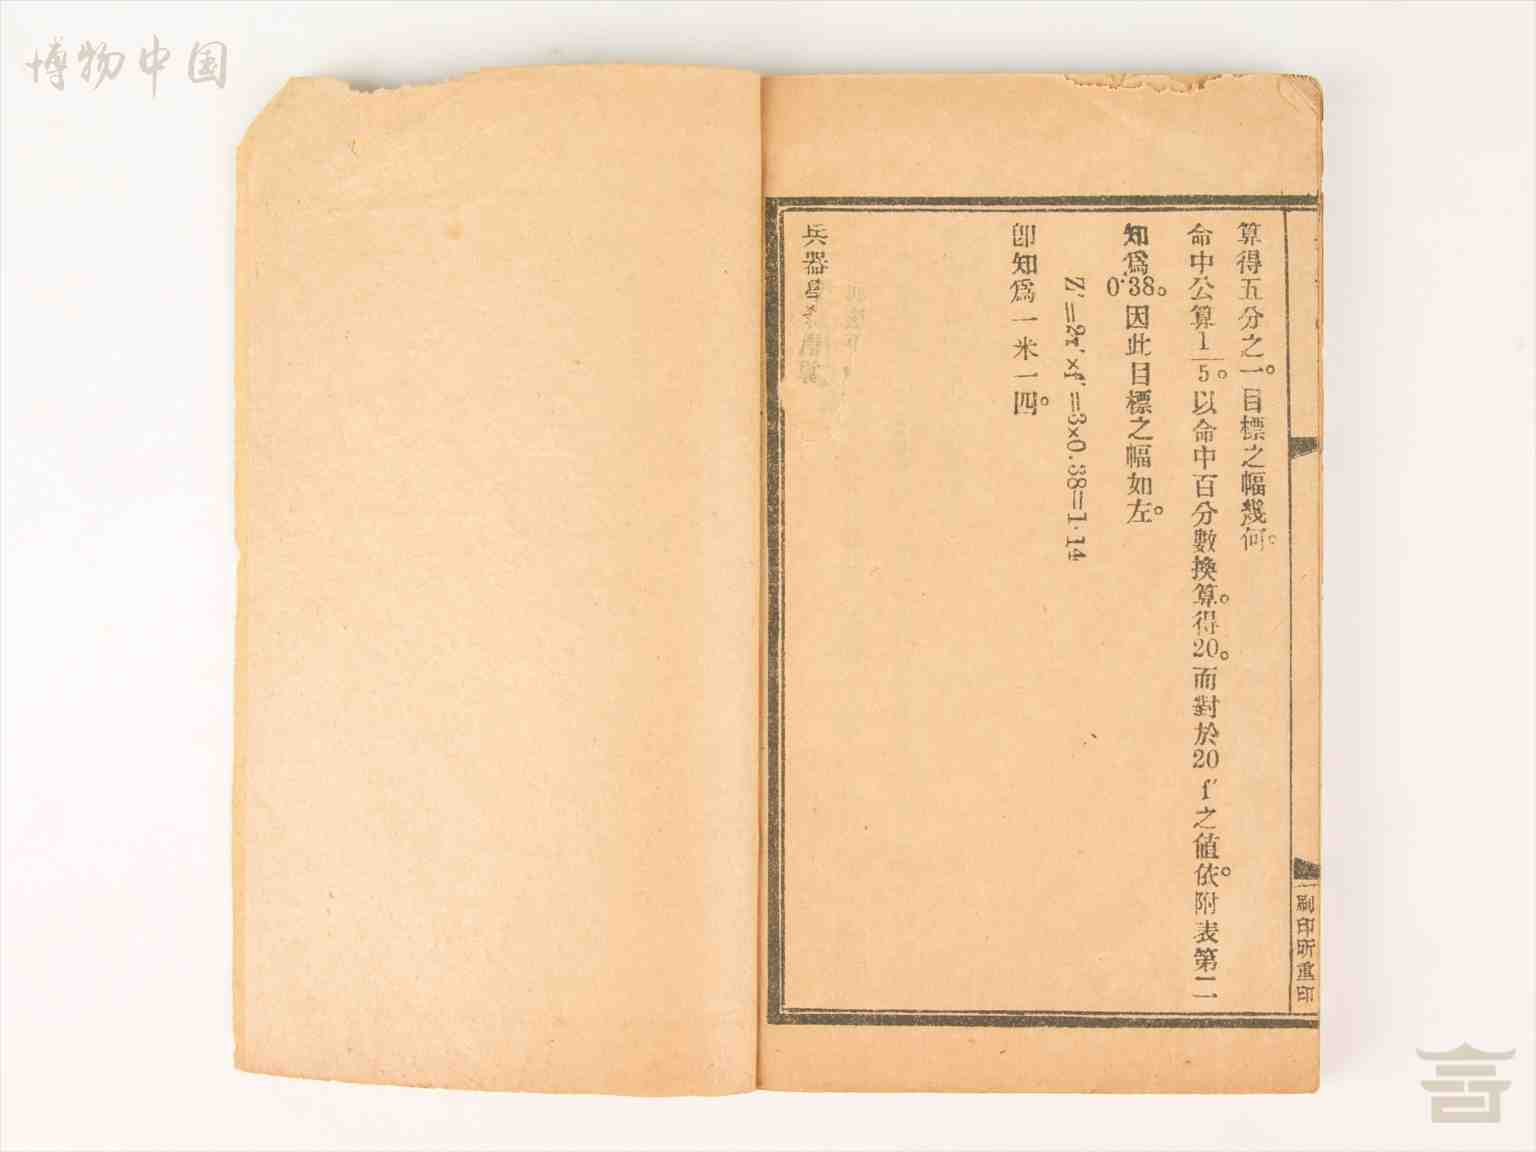 博物中国
算得五分之一。目標之幅幾何。
命中公算1/5。以命中百分數換算。得20。而對於20 f′之値。依附表第二
知爲0.38。因此目標之幅如左。
Z′=2r′×f′=3×0.38=1.14
卽知爲一米一四。
兵器學
刷印所重印